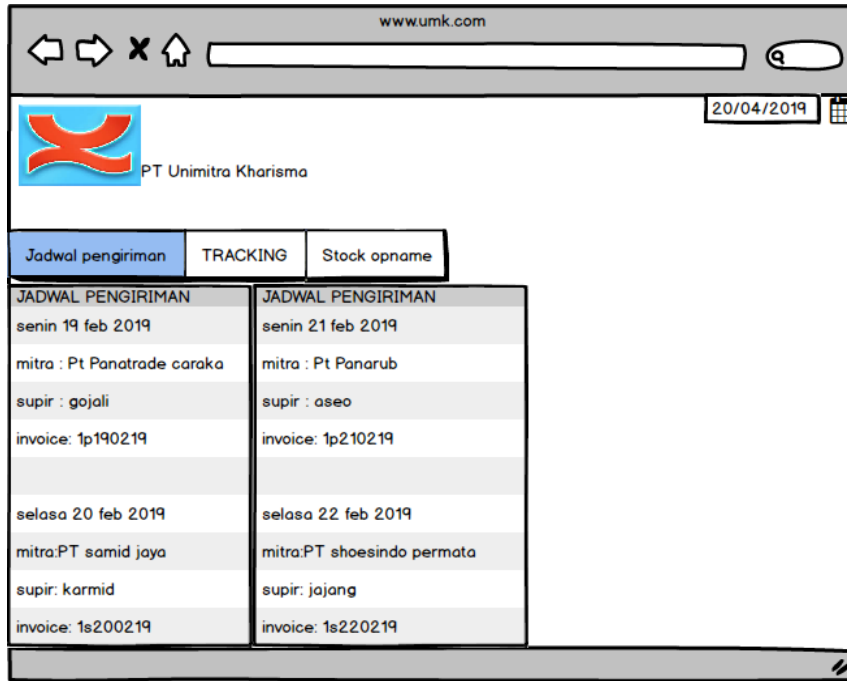 www.umk.com
20/04/2019
PT Unimitra Kharisma
Jadwal pengiriman TRACKING Stock opname
JADWAL PENGIRIMAN
senin 19 feb 2019
mitra : Pt Panatrade caraka
supir : gojali
invoice: 1p190219
selasa 20 feb 2019
mitra:PT samid jaya
supir: karmid
invoice: 1s200219
JADWAL PENGIRIMAN
senin 21 feb 2019
mitra : Pt Panarub
supir : aseo
invoice: 1p210219
selasa 22 feb 2019
mitra:PT shoesindo permata
supir: jajang
invoice: 1s220219